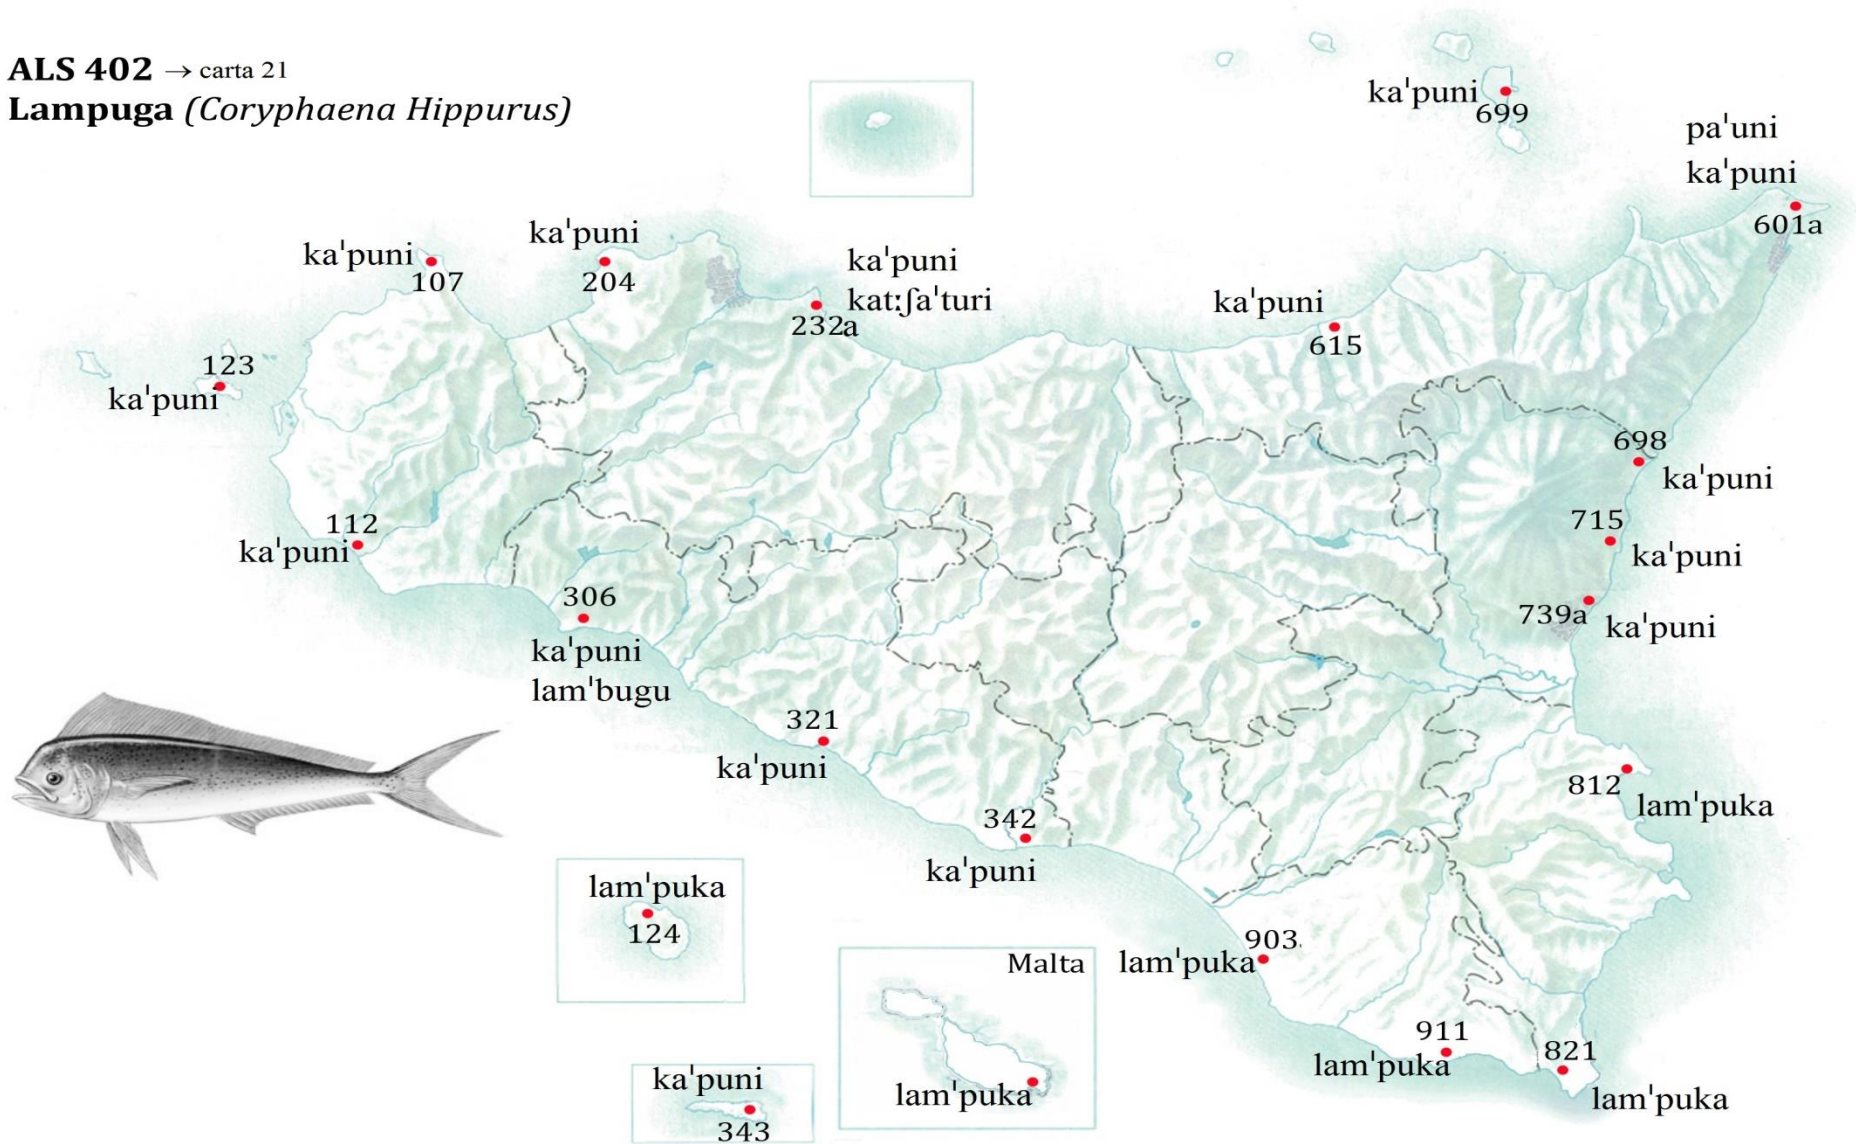 ALS 402 → carta 21
Lampuga (Coryphaena Hippurus)
ka'puni
699
pa'uni
ka'puni
601a
ka'puni
107
ka'puni
204
ka'puni
kat:ʃa'turi
232a
ka'puni
615
123
ka'puni
698
ka'puni
112
ka'puni
715
ka'puni
306
ka'puni
lam'bugu
739a
ka'puni
321
ka'puni
812
lam'puka
342
ka'puni
lam'puka
124
903
lam'puka
Malta
lam'puka
911
lam'puka
821
lam'puka
ka'puni
343